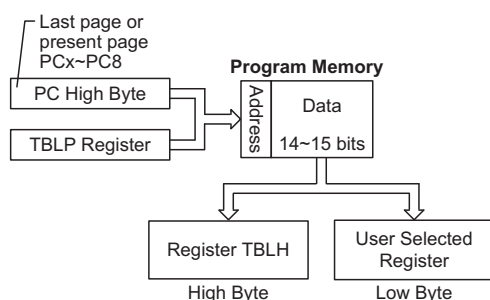 Last page or
present page
PCx~PC8
PC High Byte
TBLP Register
Program Memory
Address
Data
14~15 bits
Register TBLH
High Byte
User Selected
Register
Low Byte